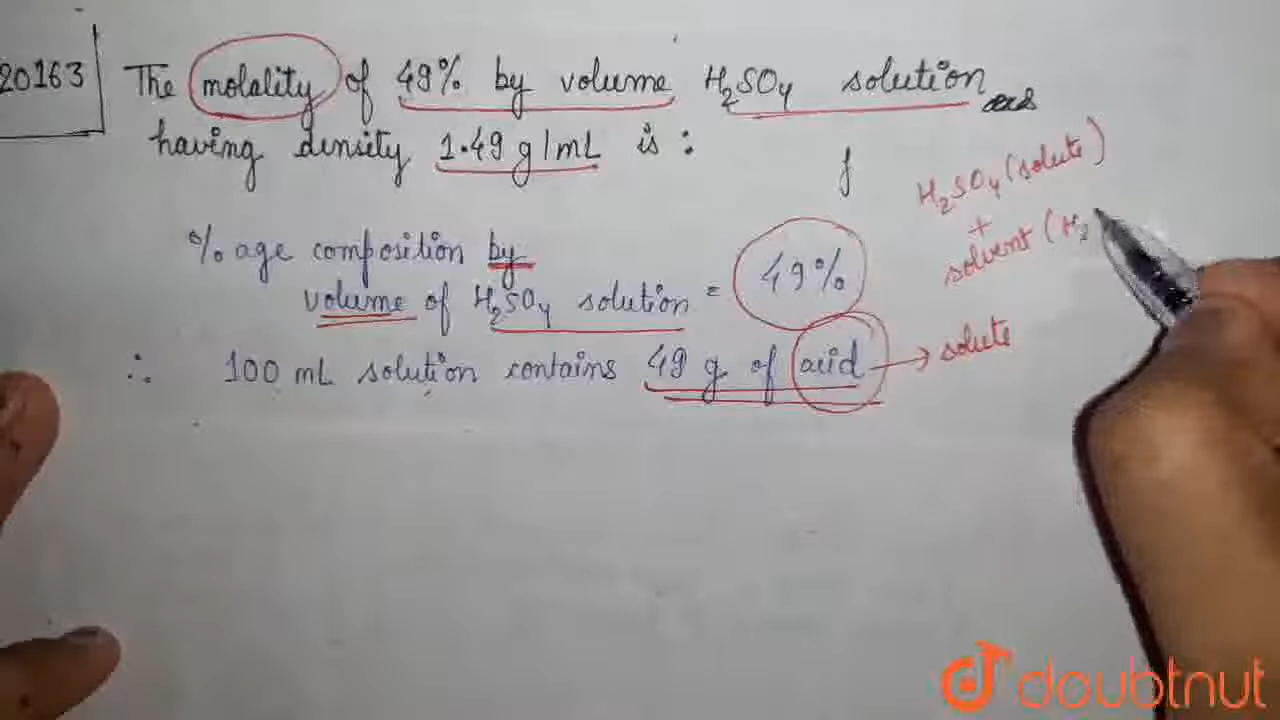 20163
The molality of 49% by volume H₂SO₄ solution
having density 1.49 g/mL is :
f
H₂SO₄ (solute)
+
solvent (H₂
% age composition by
volume of H₂SO₄ solution = 49%
∴ 100 mL solution contains 49 g of acid → solute
doubtnut